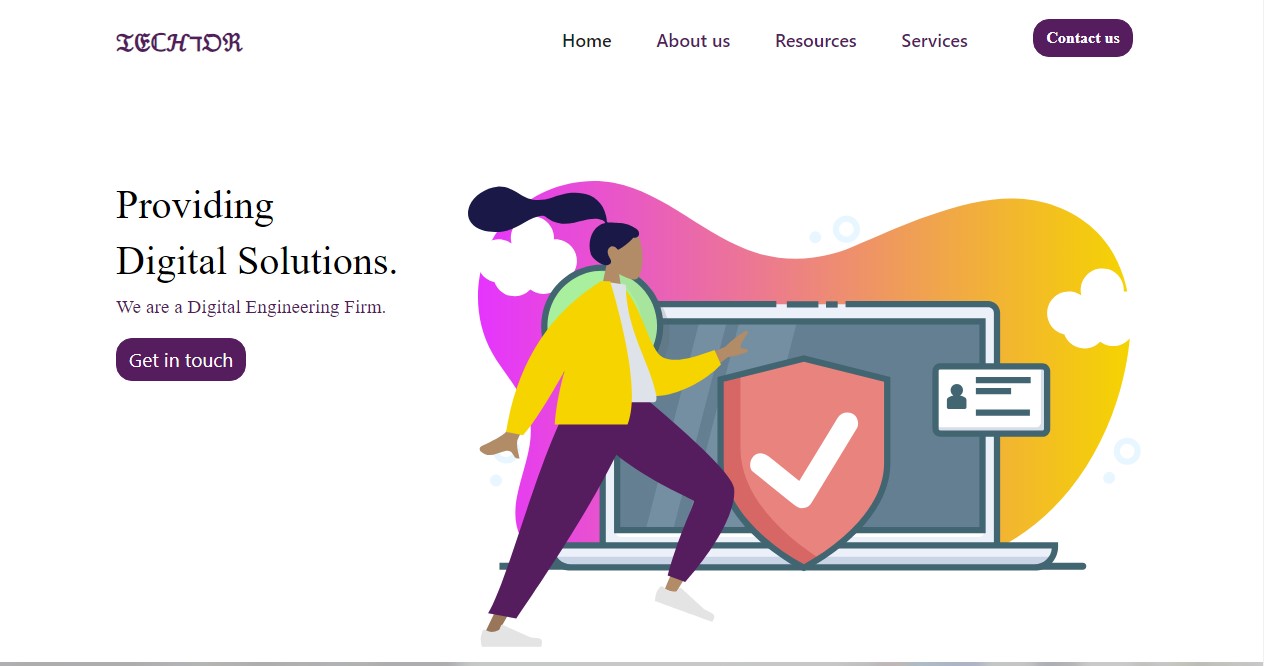 TECHTOR
Home About us Resources Services Contact us
Providing
Digital Solutions.
We are a Digital Engineering Firm.
Get in touch